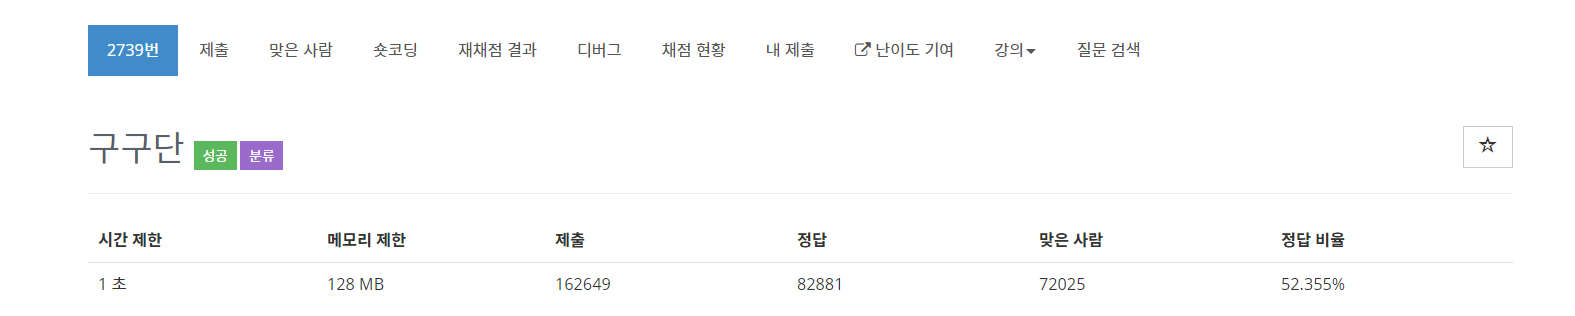 2739번 제출 맞은 사람 숏코딩 재채점 결과 디버그 채점 현황 내 제출 난이도 기여 강의 질문 검색
구구단 성공 분류
시간 제한 메모리 제한 제출 정답 맞은 사람 정답 비율
1 초 128 MB 162649 82881 72025 52.355%